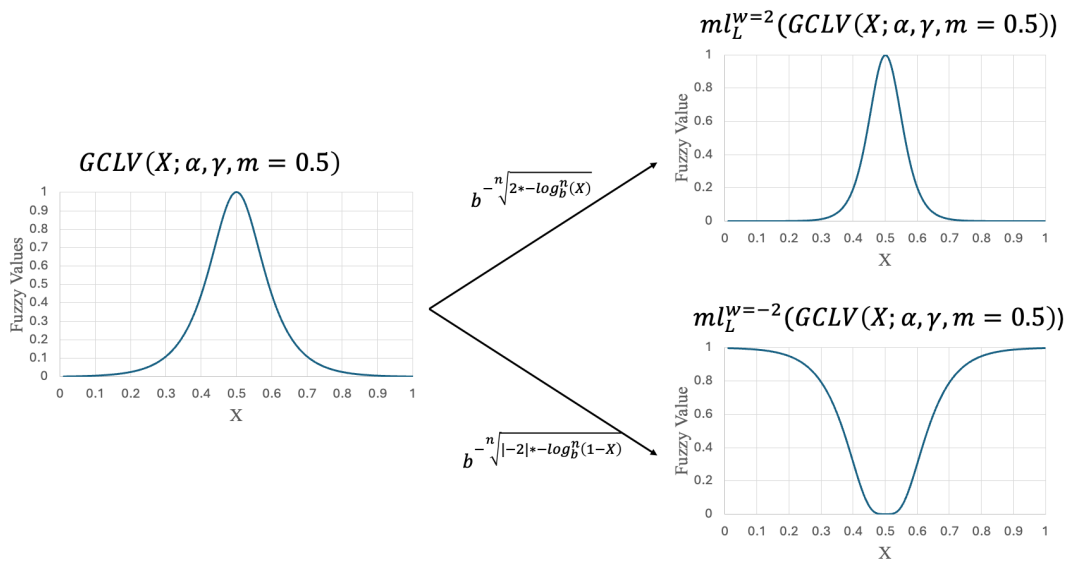 GCLV(X; α, γ, m = 0.5)
Fuzzy Values
1
0.9
0.8
0.7
0.6
0.5
0.4
0.3
0.2
0.1
0
0 0.1 0.2 0.3 0.4 0.5 0.6 0.7 0.8 0.9 1
X
b^{-\sqrt[n]{2*-log_b^n(X)}}
b^{-\sqrt[n]{|-2|*-log_b^n(1-X)}}
ml_L^{w=2}(GCLV(X; α, γ, m = 0.5))
Fuzzy Value
1
0.8
0.6
0.4
0.2
0
0 0.1 0.2 0.3 0.4 0.5 0.6 0.7 0.8 0.9 1
X
ml_L^{w=-2}(GCLV(X; α, γ, m = 0.5))
Fuzzy Value
1
0.8
0.6
0.4
0.2
0
0 0.1 0.2 0.3 0.4 0.5 0.6 0.7 0.8 0.9 1
X